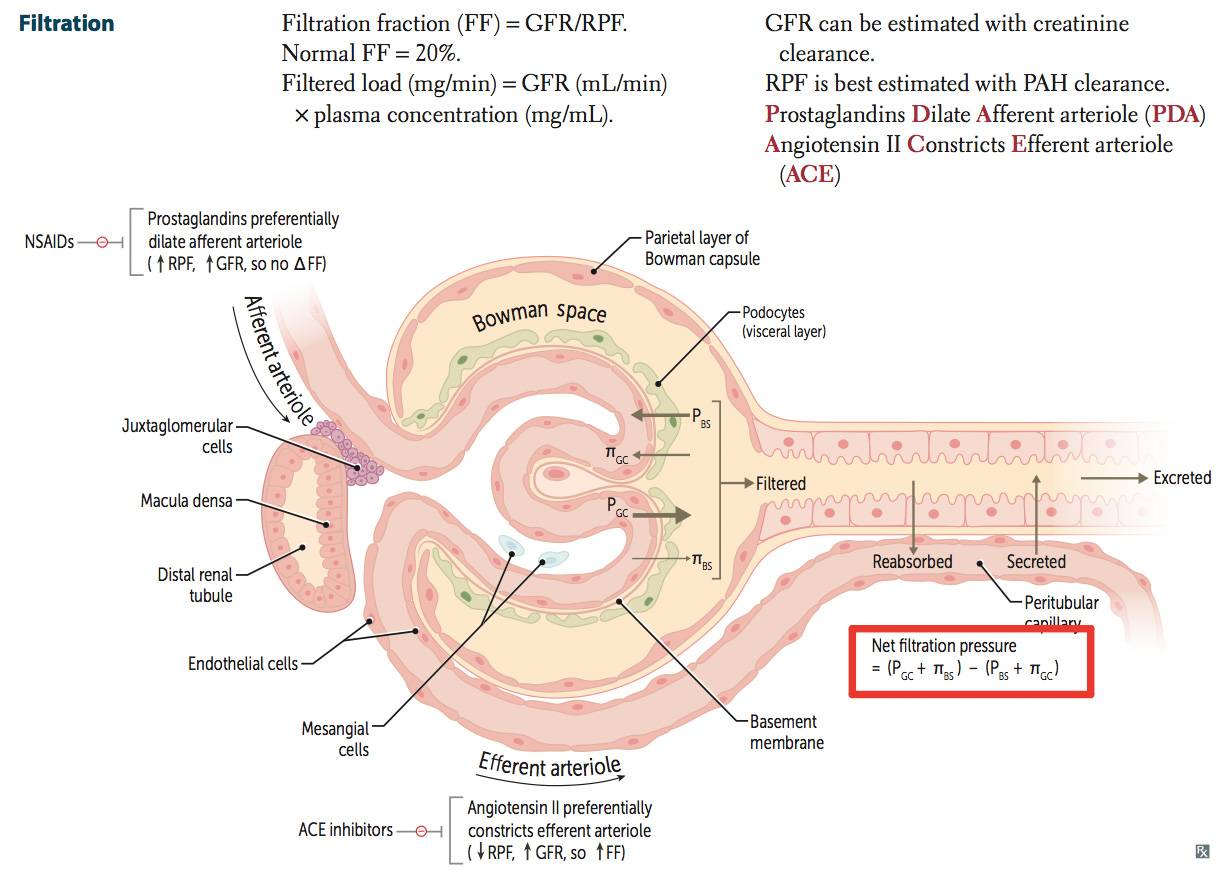 Filtration
Filtration fraction (FF) = GFR/RPF.
Normal FF = 20%.
Filtered load (mg/min) = GFR (mL/min)
× plasma concentration (mg/mL).
GFR can be estimated with creatinine
clearance.
RPF is best estimated with PAH clearance.
Prostaglandins Dilate Afferent arteriole (PDA)
Angiotensin II Constricts Efferent arteriole
(ACE)
NSAIDs
Prostaglandins preferentially
dilate afferent arteriole
(↑RPF, ↑GFR, so no ΔFF)
Afferent arteriole
Parietal layer of
Bowman capsule
Bowman space
Podocytes
(visceral layer)
Juxtaglomerular
cells
Macula densa
Distal renal
tubule
Endothelial cells
Mesangial
cells
P_BS
π_GC
P_GC
π_BS
Filtered
Excreted
Reabsorbed
Secreted
Peritubular
capillary
Net filtration pressure
= (P_GC + π_BS) − (P_BS + π_GC)
Basement
membrane
Efferent arteriole
ACE inhibitors
Angiotensin II preferentially
constricts efferent arteriole
(↓RPF, ↑GFR, so ↑FF)
Rx